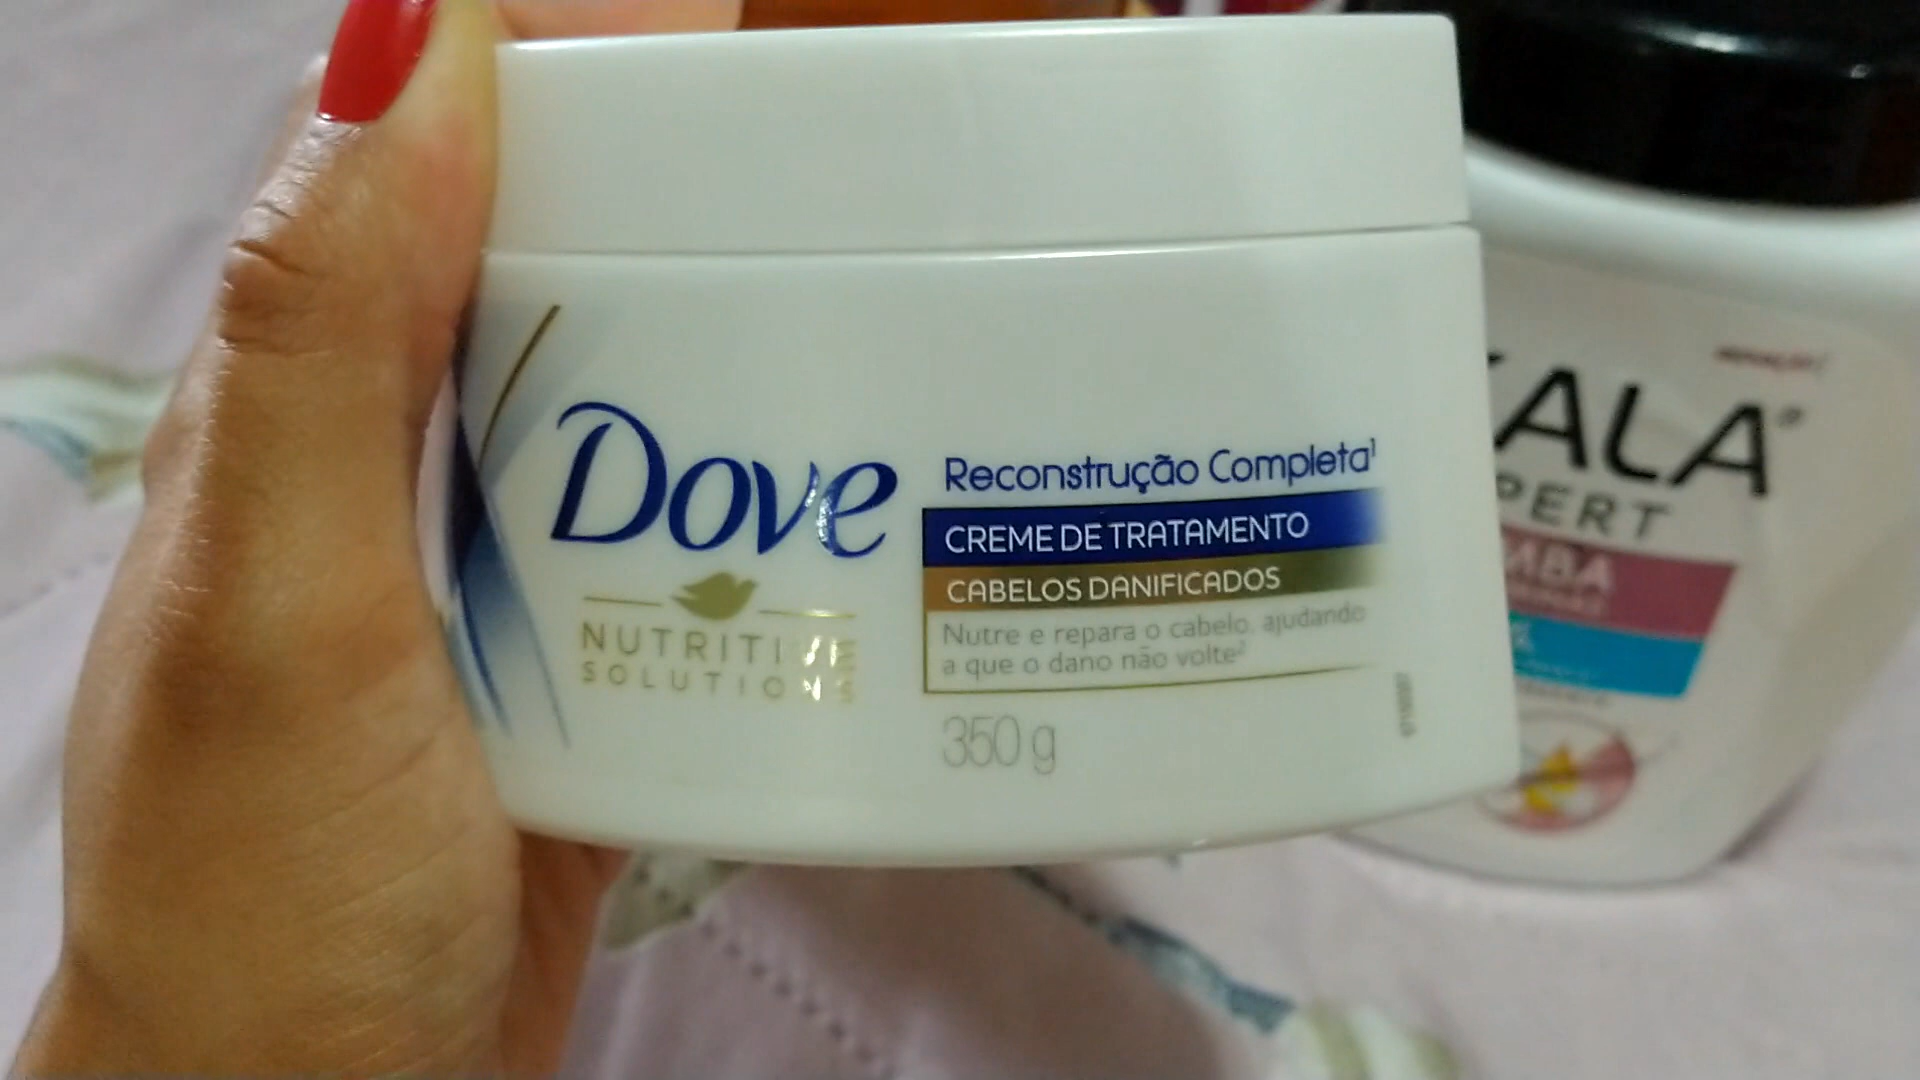 Dove
NUTRITIVE
SOLUTIONS
Reconstrução Completa¹
CREME DE TRATAMENTO
CABELOS DANIFICADOS
Nutre e repara o cabelo, ajudando
a que o dano não volte²
350 g
ALA®
PERT